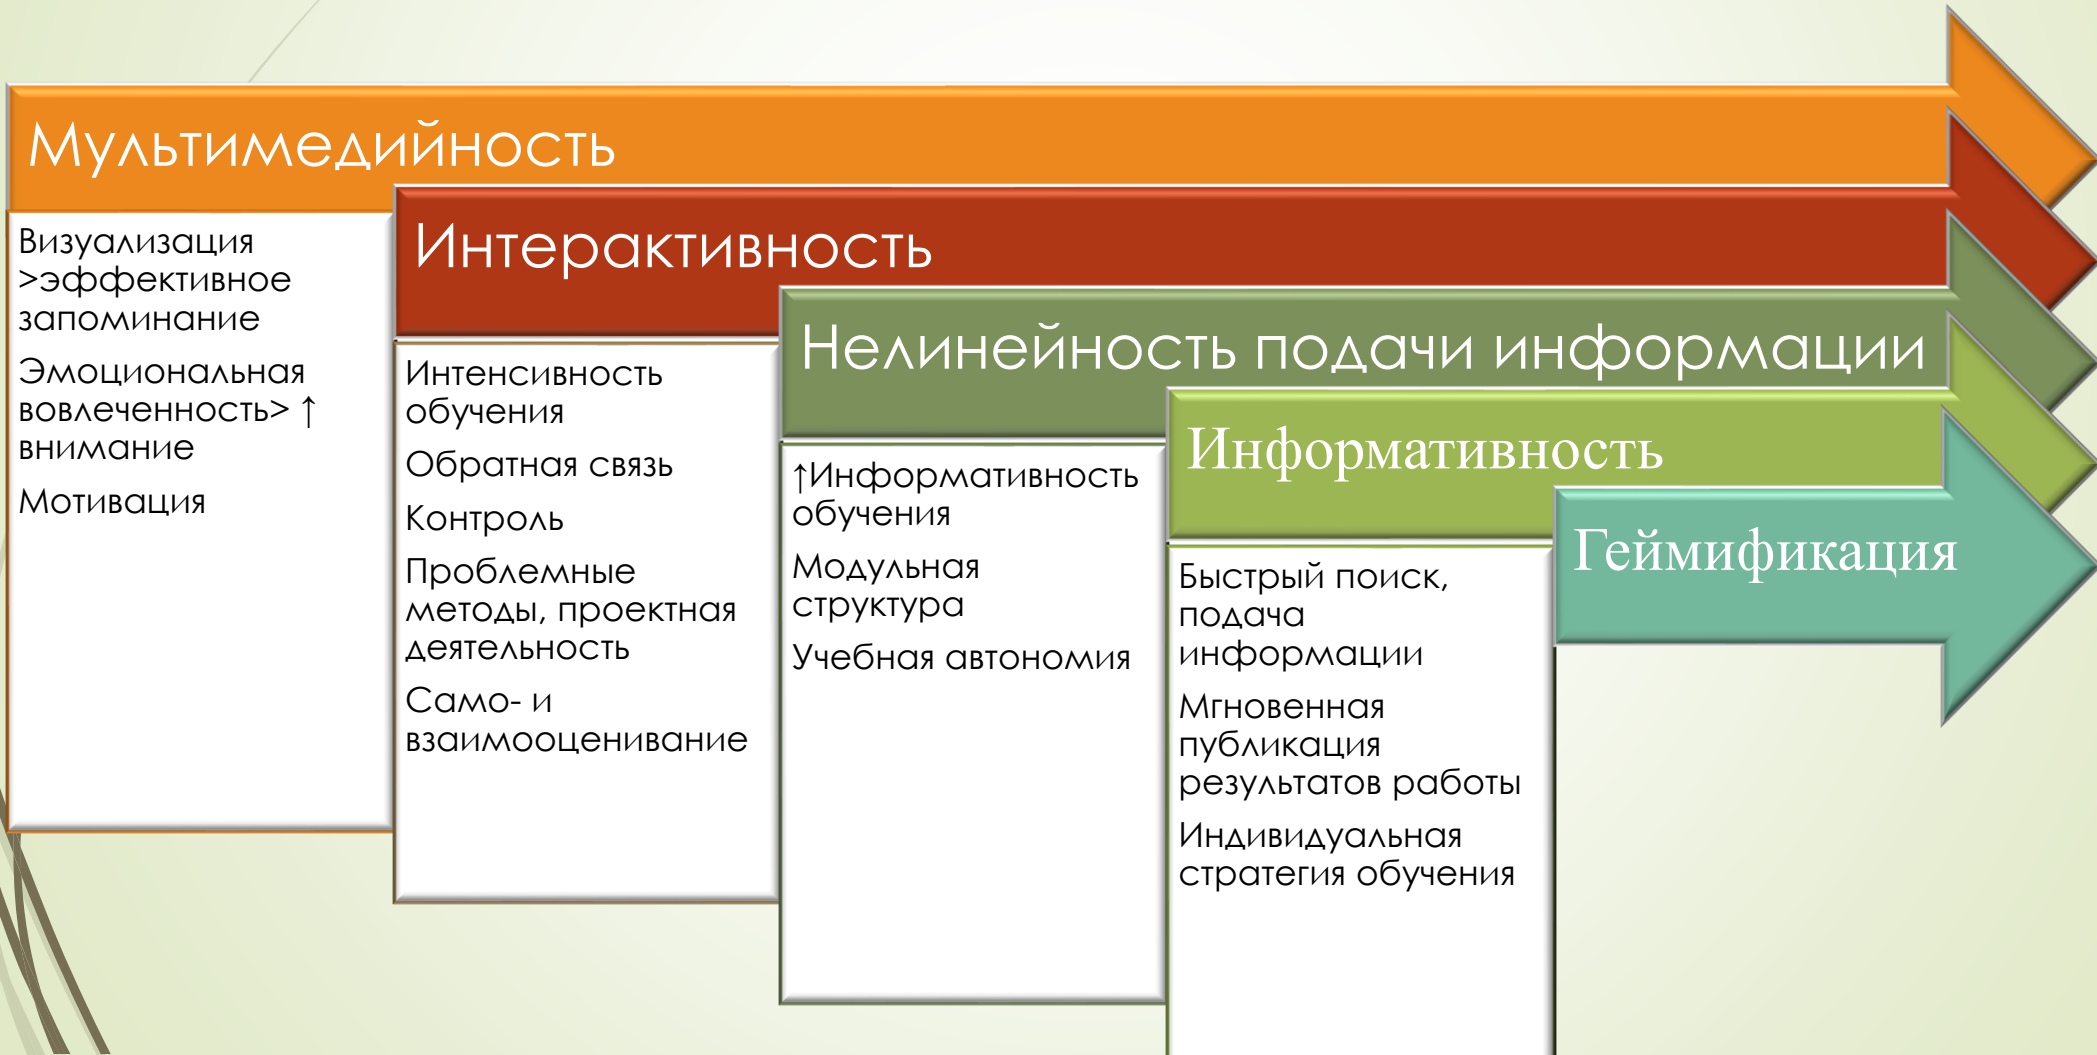 Мультимедийность
Визуализация
>эффективное
запоминание
Эмоциональная
вовлеченность> ↑
внимание
Мотивация
Интерактивность
Интенсивность
обучения
Обратная связь
Контроль
Проблемные
методы, проектная
деятельность
Само- и
взаимооценивание
Нелинейность подачи информации
↑Информативность
обучения
Модульная
структура
Учебная автономия
Информативность
Быстрый поиск,
подача
информации
Мгновенная
публикация
результатов работы
Индивидуальная
стратегия обучения
Геймификация